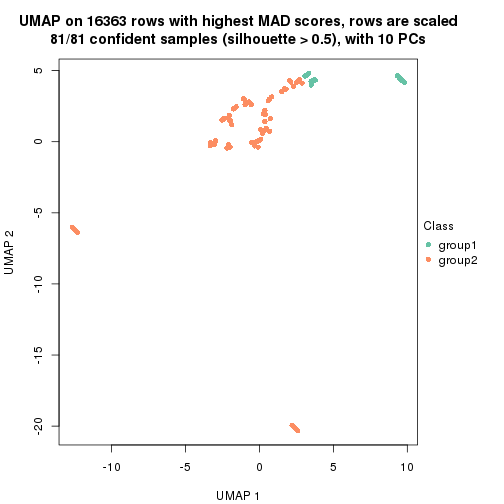 UMAP on 16363 rows with highest MAD scores, rows are scaled
81/81 confident samples (silhouette > 0.5), with 10 PCs
5
0
-5
-10
-15
-20
UMAP 2
-10
-5
0
5
10
UMAP 1
Class
group1
group2